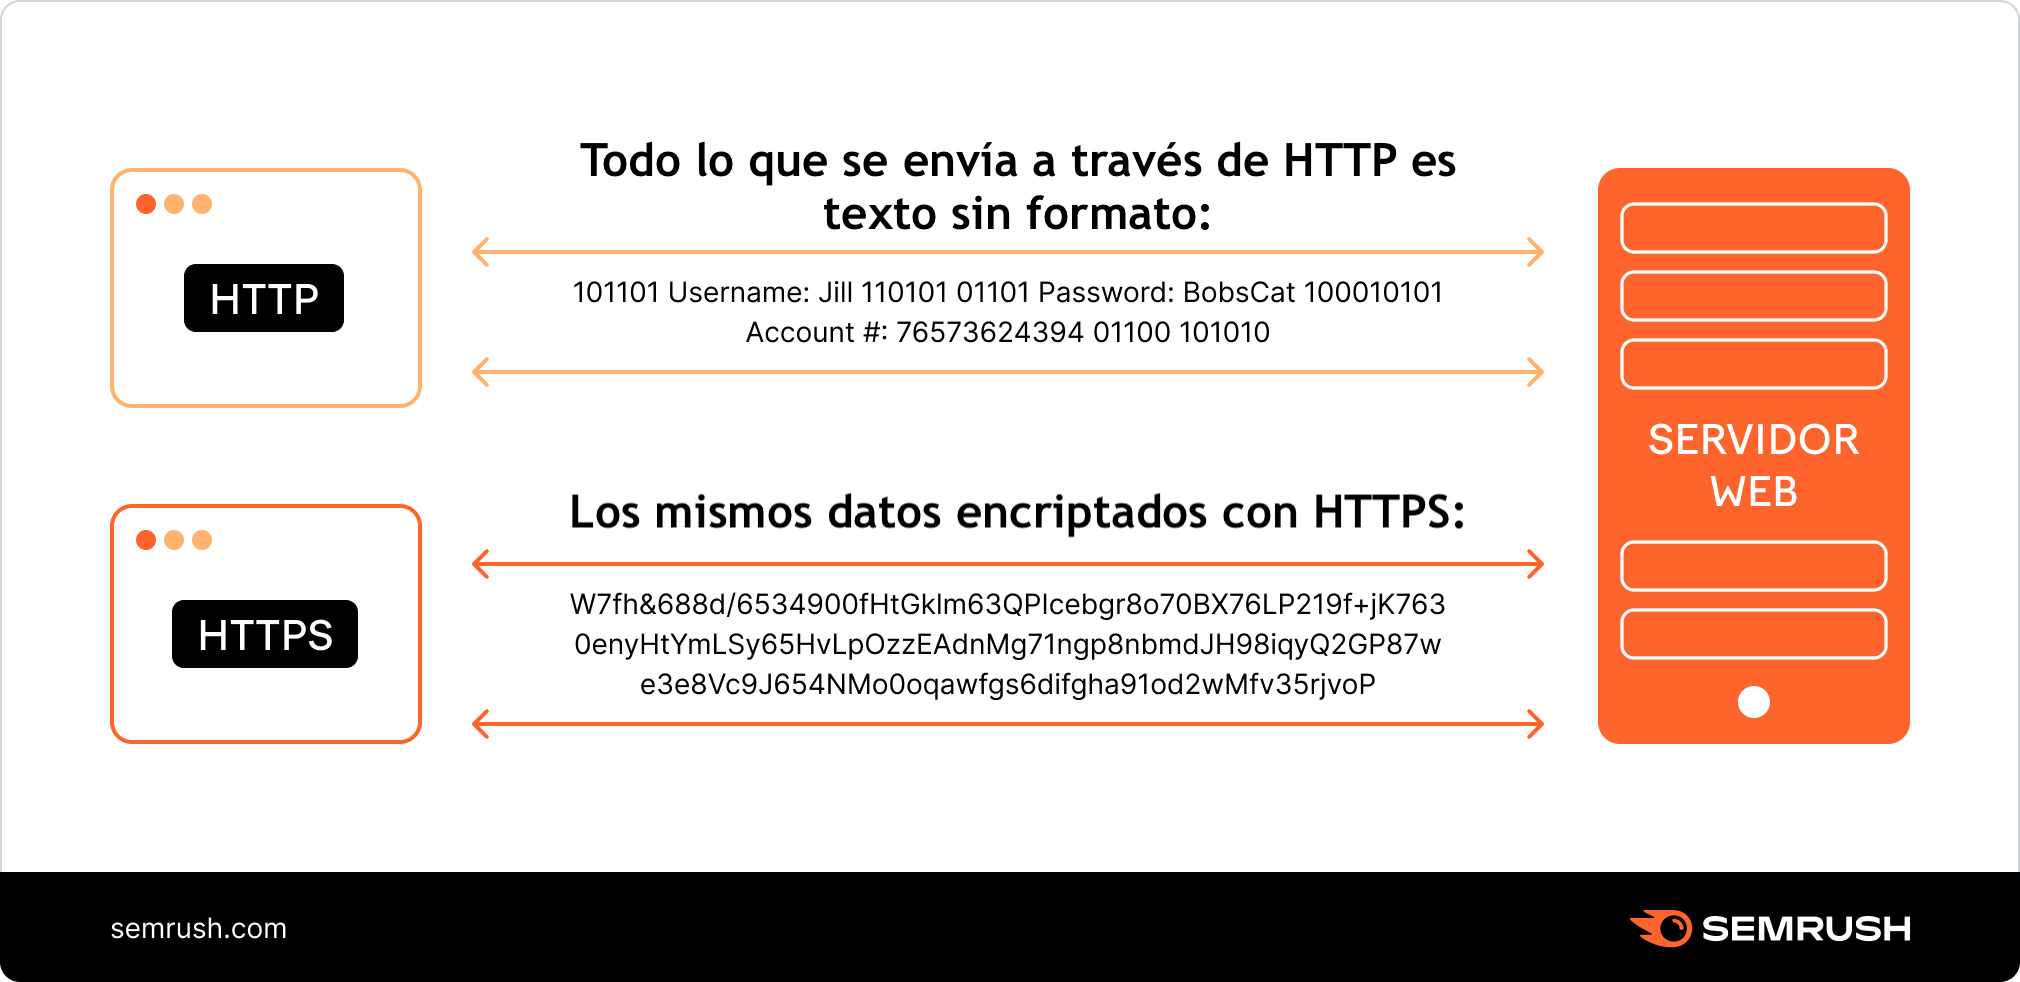 Todo lo que se envía a través de HTTP es
texto sin formato:
HTTP
101101 Username: Jill 110101 01101 Password: BobsCat 100010101
Account #: 76573624394 01100 101010
SERVIDOR
WEB
Los mismos datos encriptados con HTTPS:
HTTPS
W7fh&688d/6534900fHtGkIm63QPIcebgr8o70BX76LP219f+jK763
0enyHtYmLSy65HvLpOzzEAdnMg71ngp8nbmdJH98iqyQ2GP87w
e3e8Vc9J654NMo0oqawfgs6difgha91od2wMfv35rjvoP
semrush.com
SEMRUSH